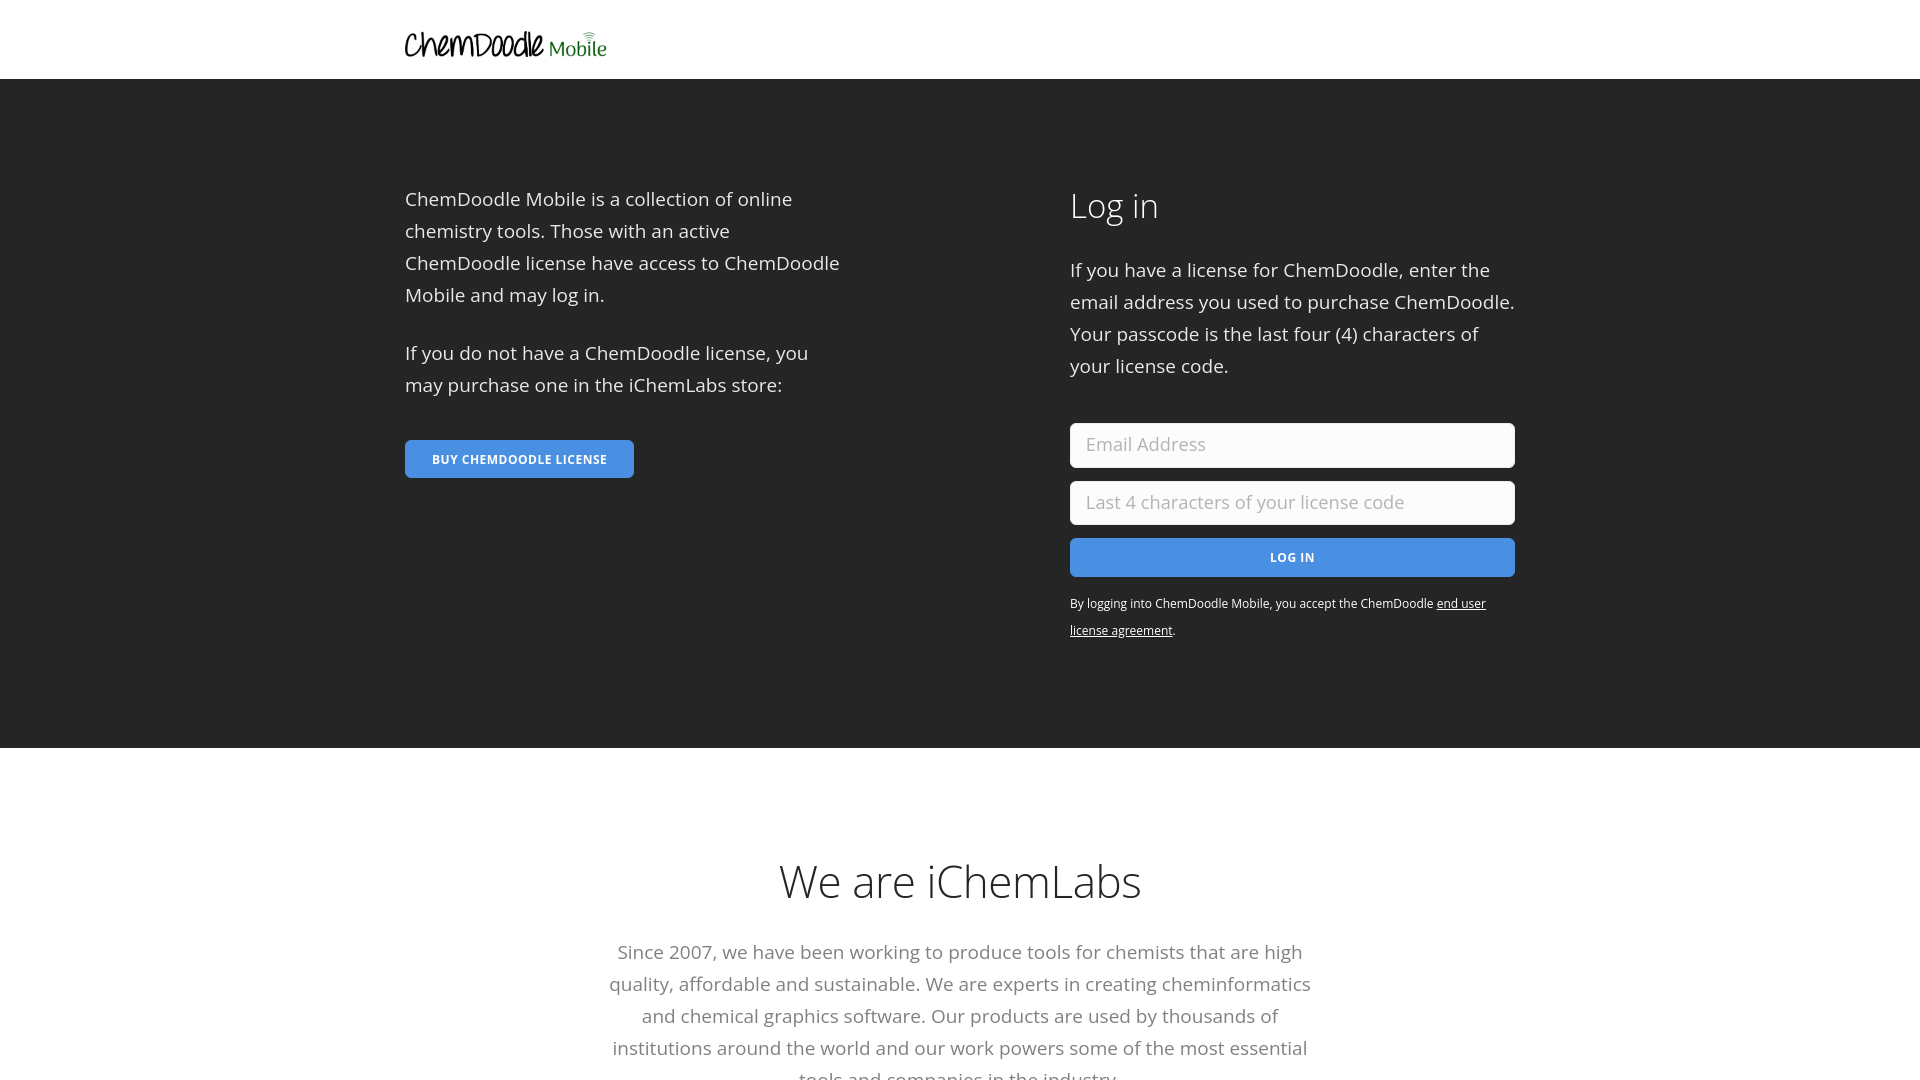 ChemDoodle Mobile
ChemDoodle Mobile is a collection of online
chemistry tools. Those with an active
ChemDoodle license have access to ChemDoodle
Mobile and may log in.
If you do not have a ChemDoodle license, you
may purchase one in the iChemLabs store:
BUY CHEMDOODLE LICENSE
Log in
If you have a license for ChemDoodle, enter the
email address you used to purchase ChemDoodle.
Your passcode is the last four (4) characters of
your license code.
Email Address
Last 4 characters of your license code
LOG IN
By logging into ChemDoodle Mobile, you accept the ChemDoodle end user
license agreement.
We are iChemLabs
Since 2007, we have been working to produce tools for chemists that are high
quality, affordable and sustainable. We are experts in creating cheminformatics
and chemical graphics software. Our products are used by thousands of
institutions around the world and our work powers some of the most essential
tools and companies in the industry.